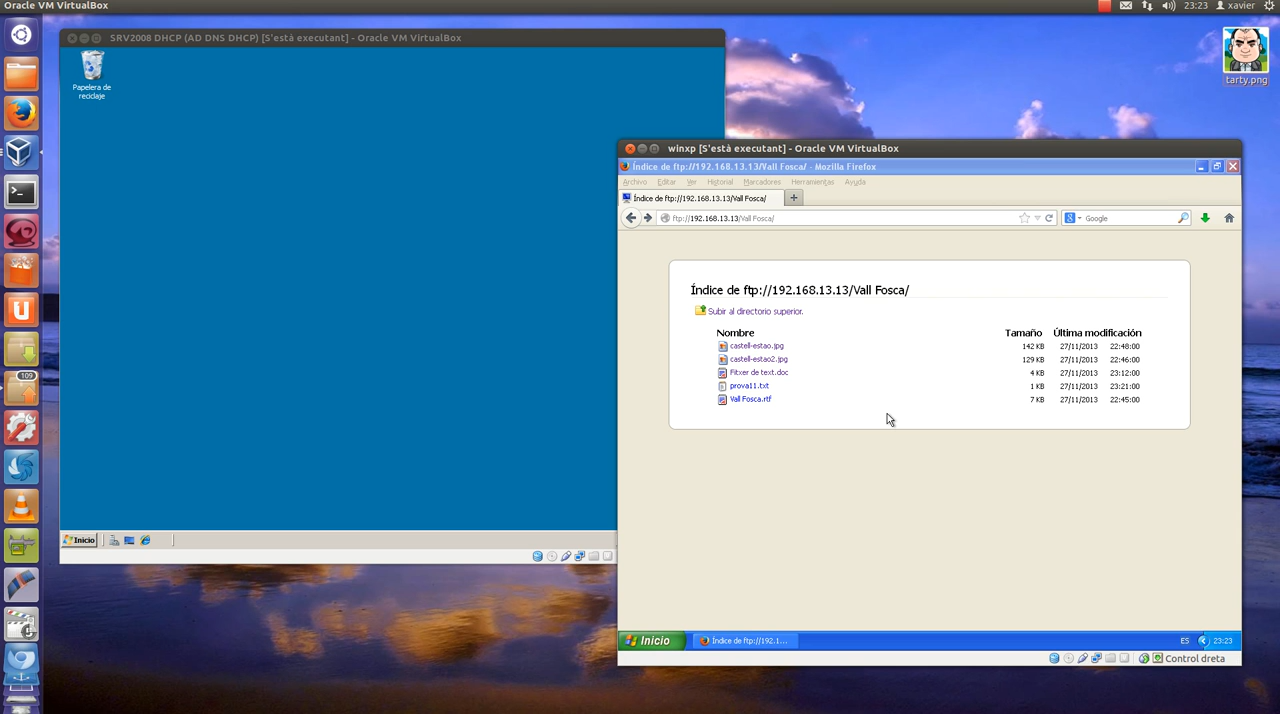 Oracle VM VirtualBox
23:23
xavier
SRV2008 DHCP (AD DNS DHCP) [S'està executant] - Oracle VM VirtualBox
Papelera de
reciclaje
tarty.png
109
Inicio
winxp [S'està executant] - Oracle VM VirtualBox
Índice de ftp://192.168.13.13/Vall Fosca/ - Mozilla Firefox
Archivo Editar Ver Historial Marcadores Herramientas Ayuda
Índice de ftp://192.168.13.13/Vall Fosca/
+
ftp://192.168.13.13/Vall Fosca/
Google
Índice de ftp://192.168.13.13/Vall Fosca/
Subir al directorio superior.
Nombre Tamaño Última modificación
castell-estao.jpg 142 KB 27/11/2013 22:48:00
castell-estao2.jpg 129 KB 27/11/2013 22:46:00
Fitxer de text.doc 4 KB 27/11/2013 23:12:00
prova11.txt 1 KB 27/11/2013 23:21:00
Vall Fosca.rtf 7 KB 27/11/2013 22:45:00
Inicio
Índice de ftp://192.1...
ES
23:23
Control dreta